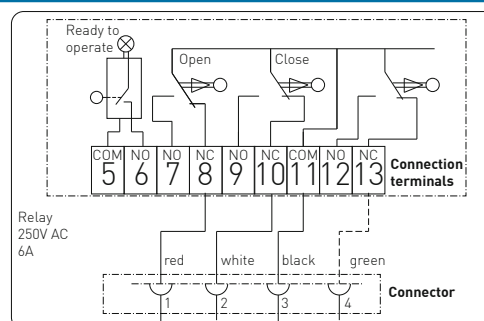 Ready to
operate
Open
Close
COM NO NO NC NO NC COM NO NC
5 6 7 8 9 10 11 12 13
Connection
terminals
Relay
250V AC
6A
red white black green
Connector
1 2 3 4